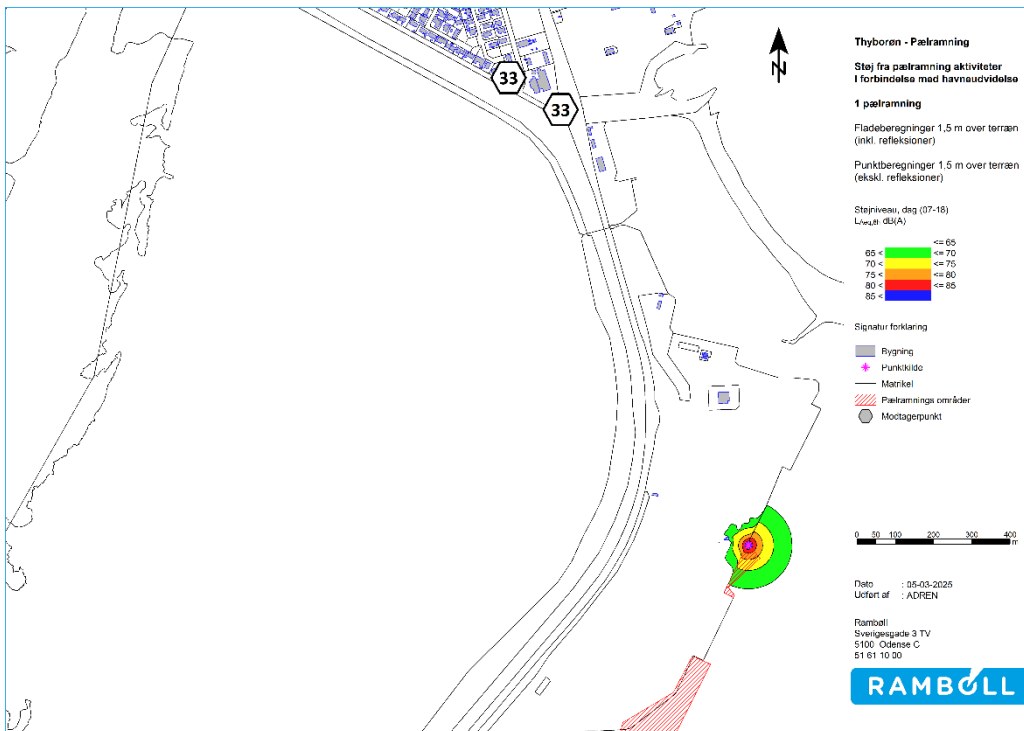 33
33
N
Thyborøn - Pælramning
Støj fra pælramning aktiviteter
I forbindelse med havneudvidelse
1 pælramning
Fladeberegninger 1,5 m over terræn
(inkl. refleksioner)
Punktberegninger 1,5 m over terræn
(ekskl. refleksioner)
Støjniveau, dag (07-18)
LAeq,8h dB(A)
<= 65
65 < <= 70
70 < <= 75
75 < <= 80
80 < <= 85
85 <
Signatur forklaring
Bygning
Punktkilde
Matrikel
Pælramnings områder
Modtagerpunkt
0 50 100 200 300 400
m
Dato : 05-03-2025
Udført af : ADREN
Rambøll
Sverigesgade 3 TV
5100 Odense C
51 61 10 00
RAMBOLL